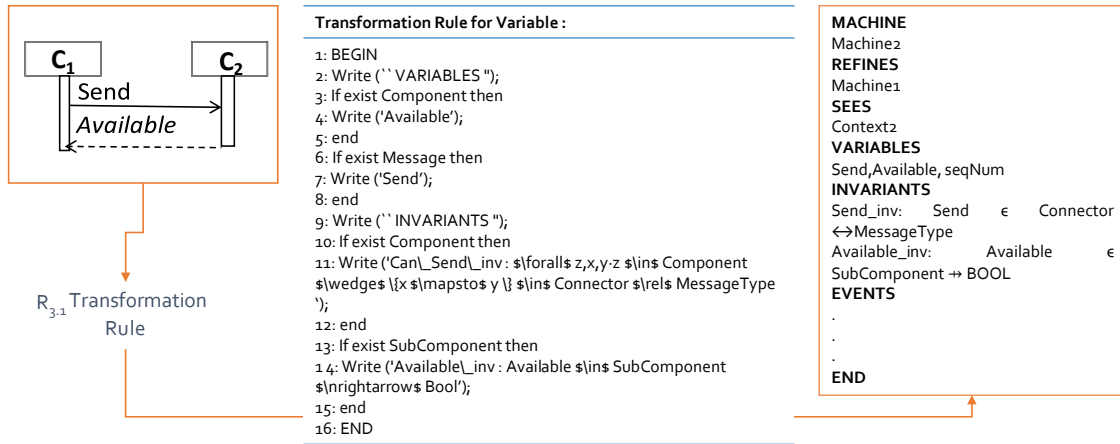 C1
C2
Send
Available
R3.1 Transformation
Rule
Transformation Rule for Variable :
1: BEGIN
2: Write (``VARIABLES ");
3: If exist Component then
4: Write ('Available');
5: end
6: If exist Message then
7: Write ('Send');
8: end
9: Write (``INVARIANTS ");
10: If exist Component then
11: Write ('Can\_Send\_inv : $\forall$ z,x,y·z $\in$ Component
$\wedge$ \{x $\mapsto$ y \} $\in$ Connector $\rel$ MessageType
‘);
12: end
13: If exist SubComponent then
1 4: Write ('Available\_inv : Available $\in$ SubComponent
$\nrightarrow$ Bool’);
15: end
16: END
MACHINE
Machine2
REFINES
Machine1
SEES
Context2
VARIABLES
Send,Available, seqNum
INVARIANTS
Send_inv: Send ϵ Connector
↔MessageType
Available_inv: Available ϵ
SubComponent ⇸ BOOL
EVENTS
.
.
.
END